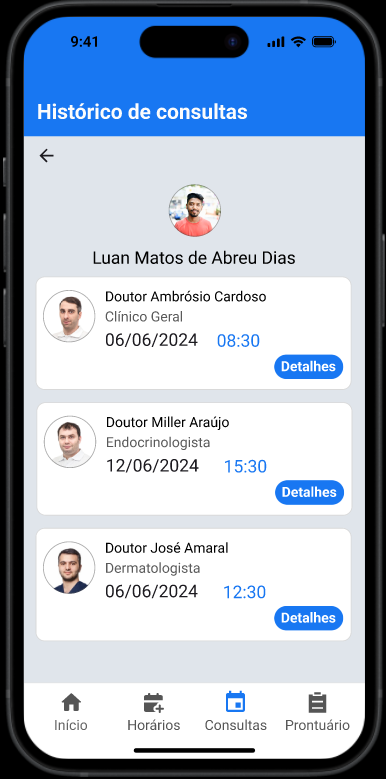 9:41
Histórico de consultas
Luan Matos de Abreu Dias
Doutor Ambrósio Cardoso
Clínico Geral
06/06/2024 08:30
Detalhes
Doutor Miller Araújo
Endocrinologista
12/06/2024 15:30
Detalhes
Doutor José Amaral
Dermatologista
06/06/2024 12:30
Detalhes
Início Horários Consultas Prontuário